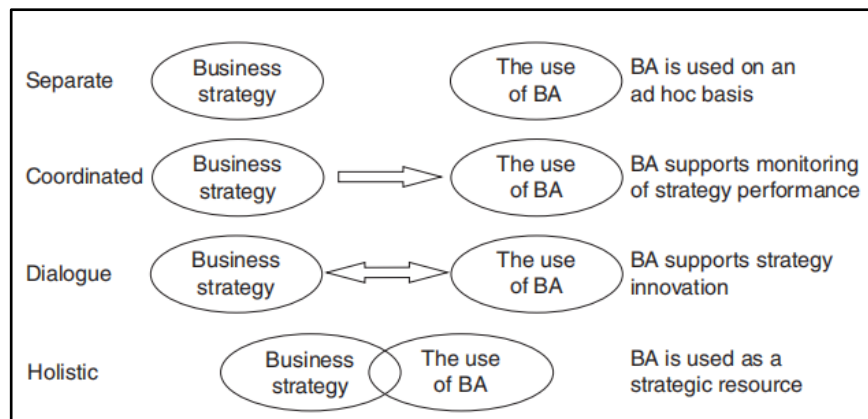 Separate
Business
strategy
The use
of BA
BA is used on an
ad hoc basis
Coordinated
Business
strategy
The use
of BA
BA supports monitoring
of strategy performance
Dialogue
Business
strategy
The use
of BA
BA supports strategy
innovation
Holistic
Business
strategy
The use
of BA
BA is used as a
strategic resource